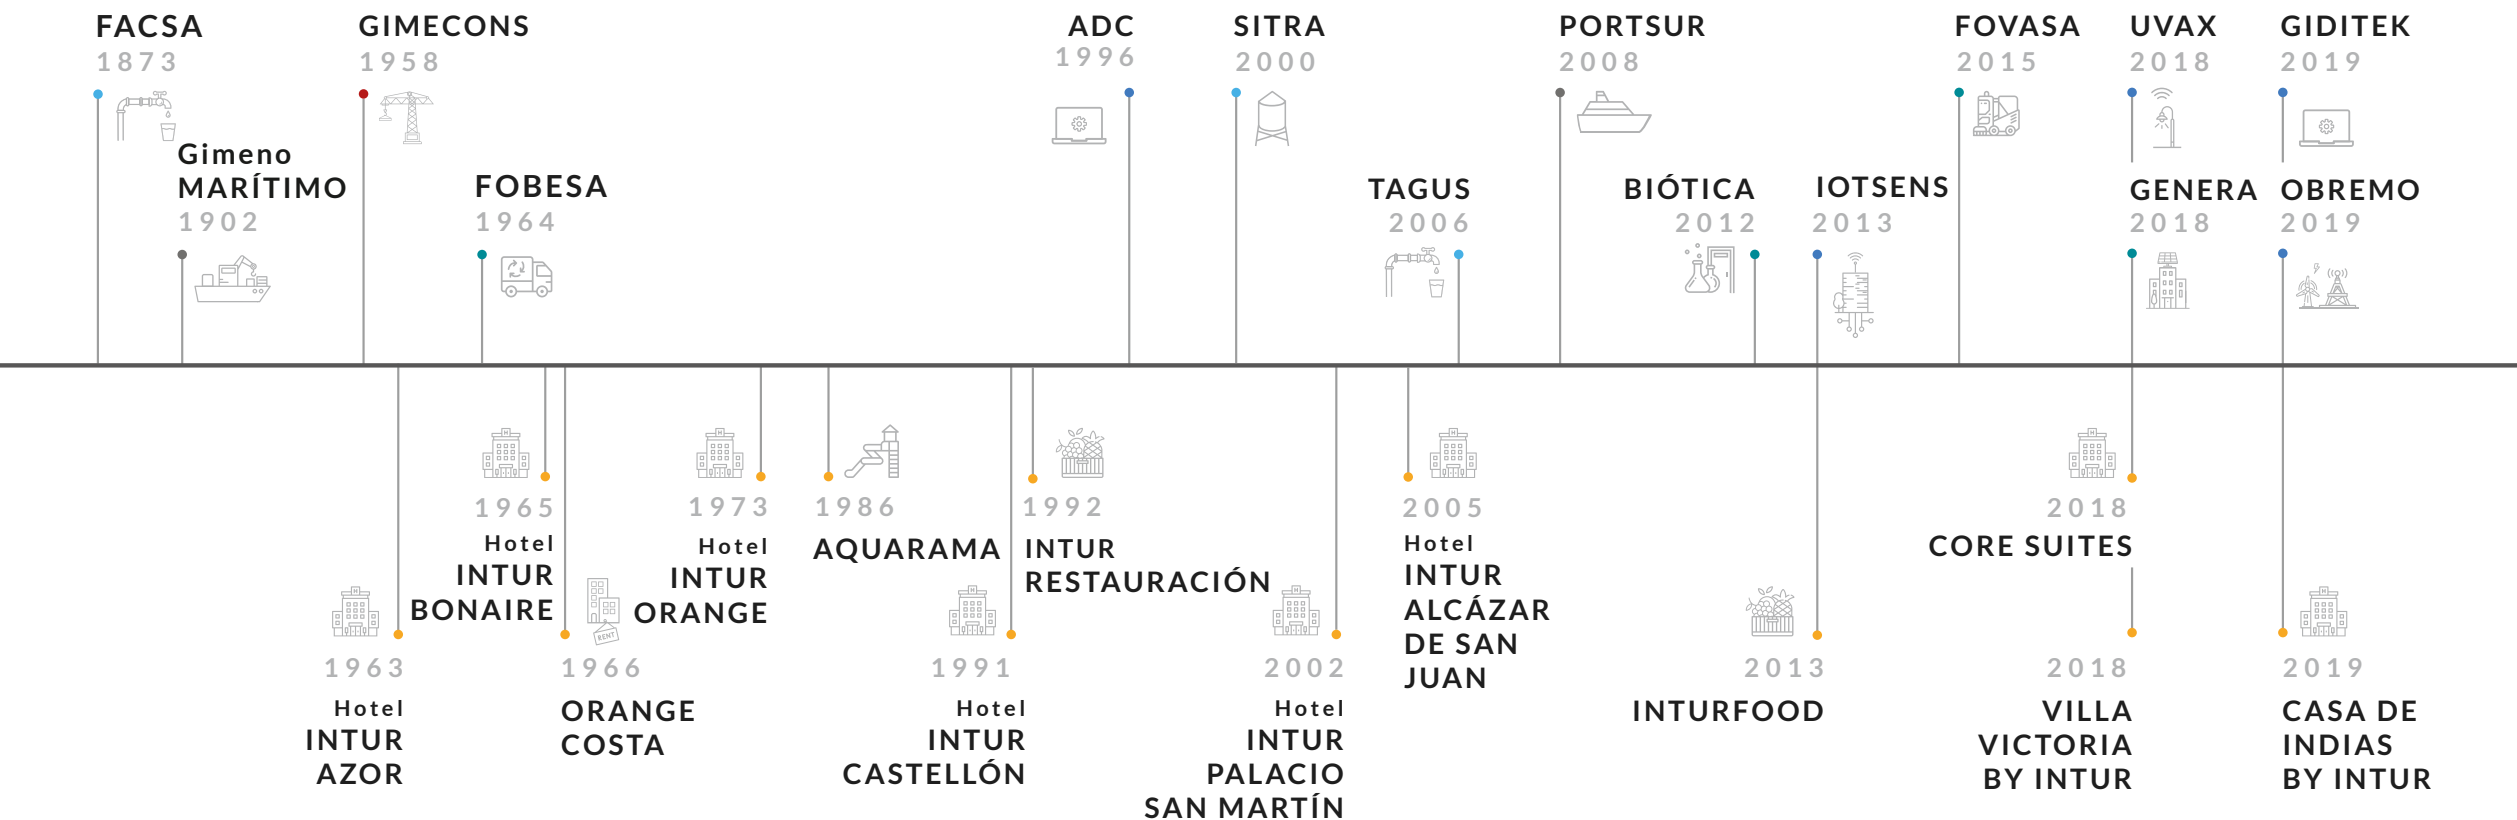 FACSA
1873
Gimeno
MARÍTIMO
1902
GIMECONS
1958
FOBESA
1964
ADC
1996
SITRA
2000
TAGUS
2006
PORTSUR
2008
BIÓTICA
2012
IOTSENS
2013
FOVASA
2015
UVAX
2018
GENERA
2018
GIDITEK
2019
OBREMO
2019
H
1963
Hotel
INTUR
AZOR
H
1965
Hotel
INTUR
BONAIRE
RENT
1966
ORANGE
COSTA
H
1973
Hotel
INTUR
ORANGE
1986
AQUARAMA
H
1991
Hotel
INTUR
CASTELLÓN
1992
INTUR
RESTAURACIÓN
H
2002
Hotel
INTUR
PALACIO
SAN MARTÍN
H
2005
Hotel
INTUR
ALCÁZAR
DE SAN
JUAN
2013
INTURFOOD
H
2018
CORE SUITES
2018
VILLA
VICTORIA
BY INTUR
H
2019
CASA DE
INDIAS
BY INTUR